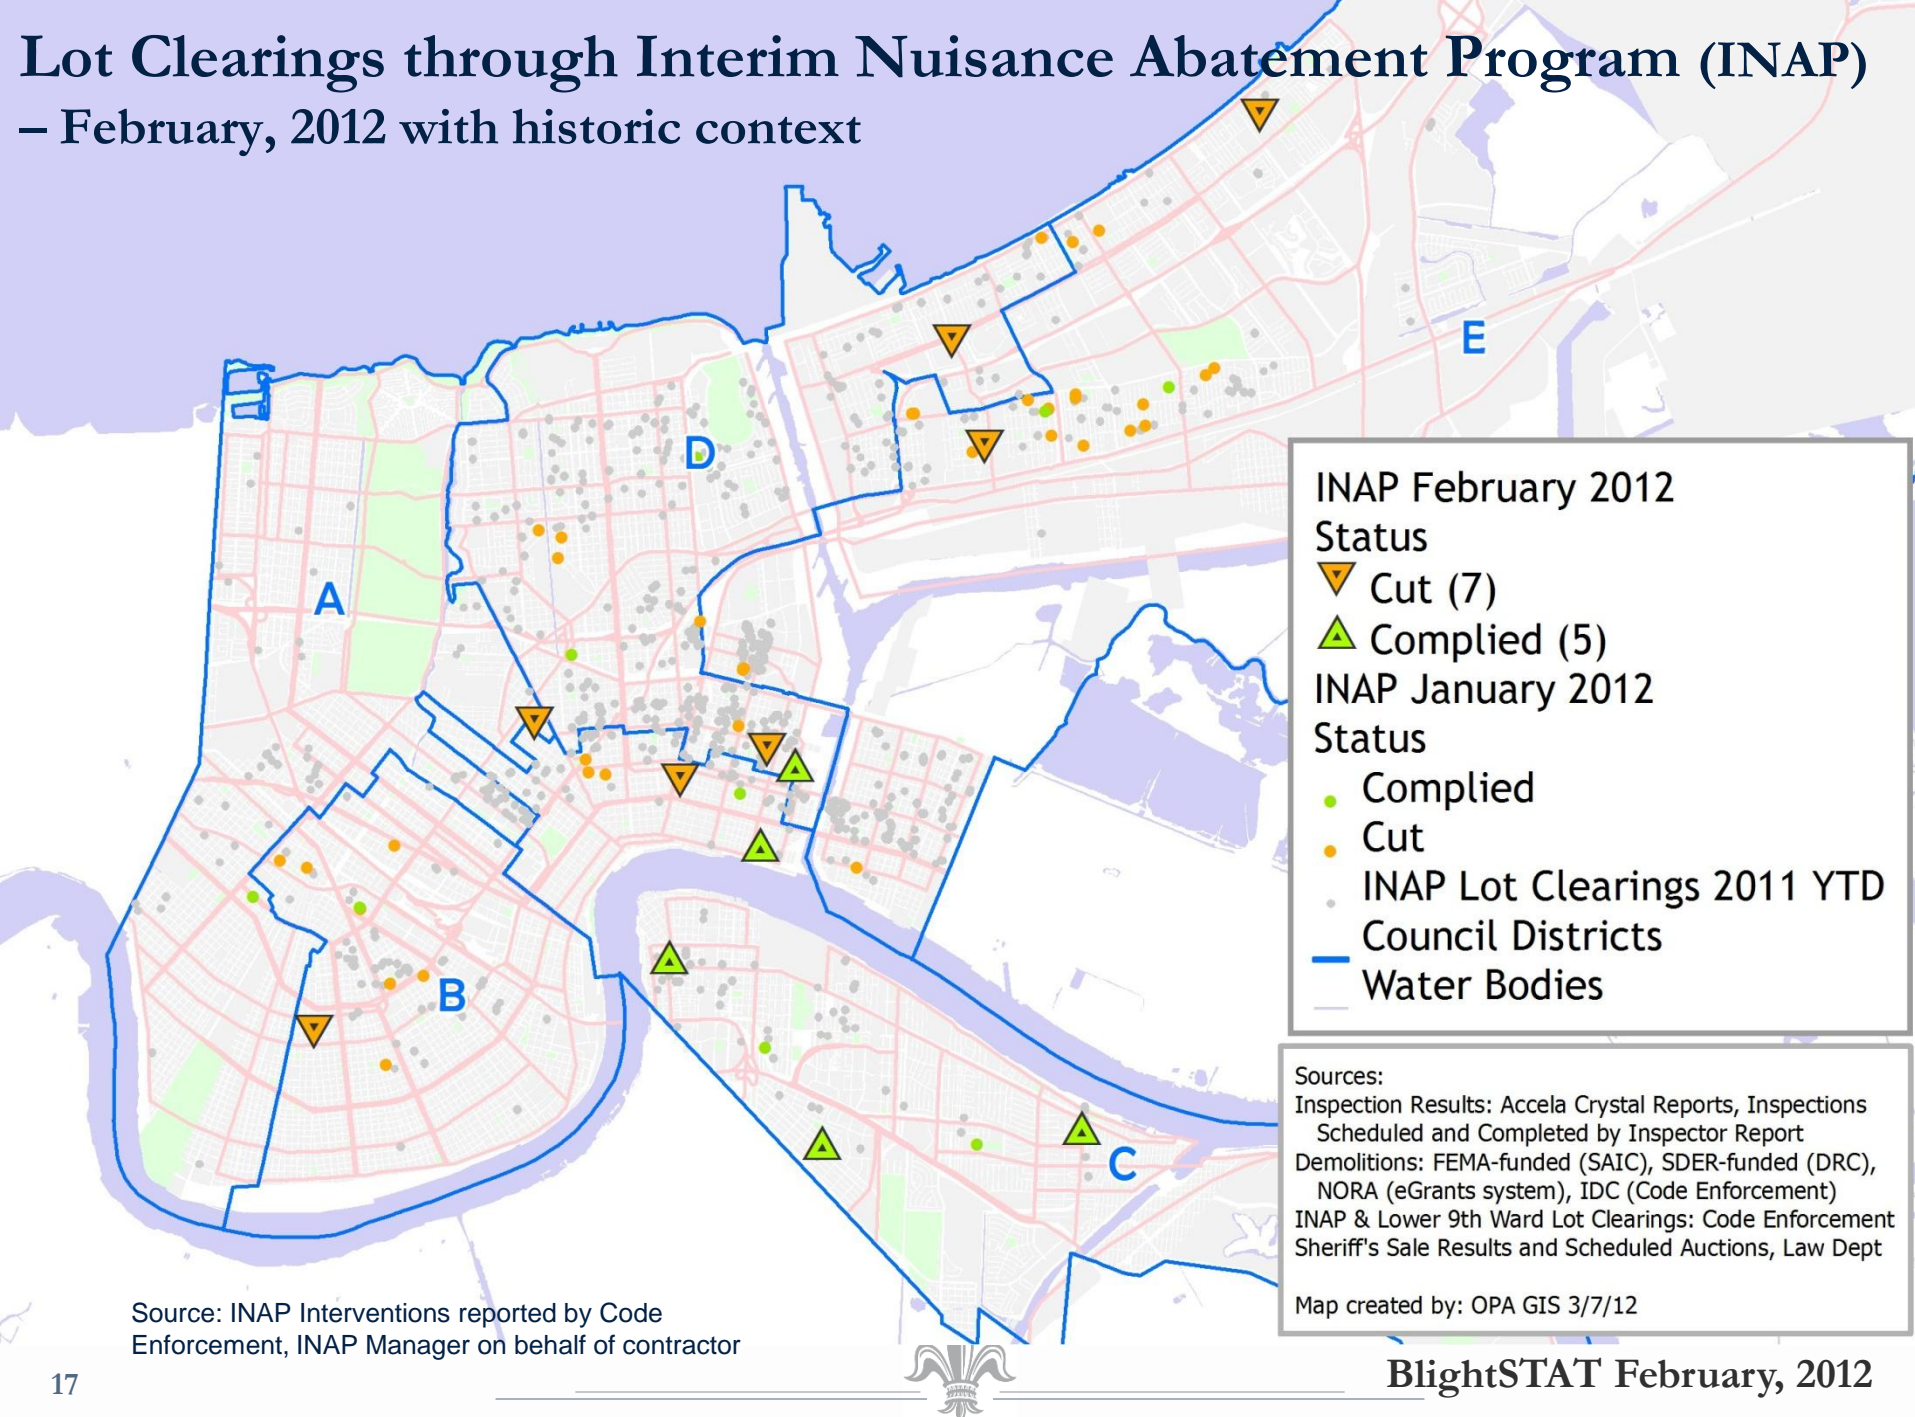 Lot Clearings through Interim Nuisance Abatement Program (INAP)
– February, 2012 with historic context
E
D
A
B
C
INAP February 2012
Status
Cut (7)
Complied (5)
INAP January 2012
Status
Complied
Cut
INAP Lot Clearings 2011 YTD
Council Districts
Water Bodies
Sources:
Inspection Results: Accela Crystal Reports, Inspections
Scheduled and Completed by Inspector Report
Demolitions: FEMA-funded (SAIC), SDER-funded (DRC),
NORA (eGrants system), IDC (Code Enforcement)
INAP & Lower 9th Ward Lot Clearings: Code Enforcement
Sheriff's Sale Results and Scheduled Auctions, Law Dept
Map created by: OPA GIS 3/7/12
Source: INAP Interventions reported by Code
Enforcement, INAP Manager on behalf of contractor
17
BlightSTAT February, 2012